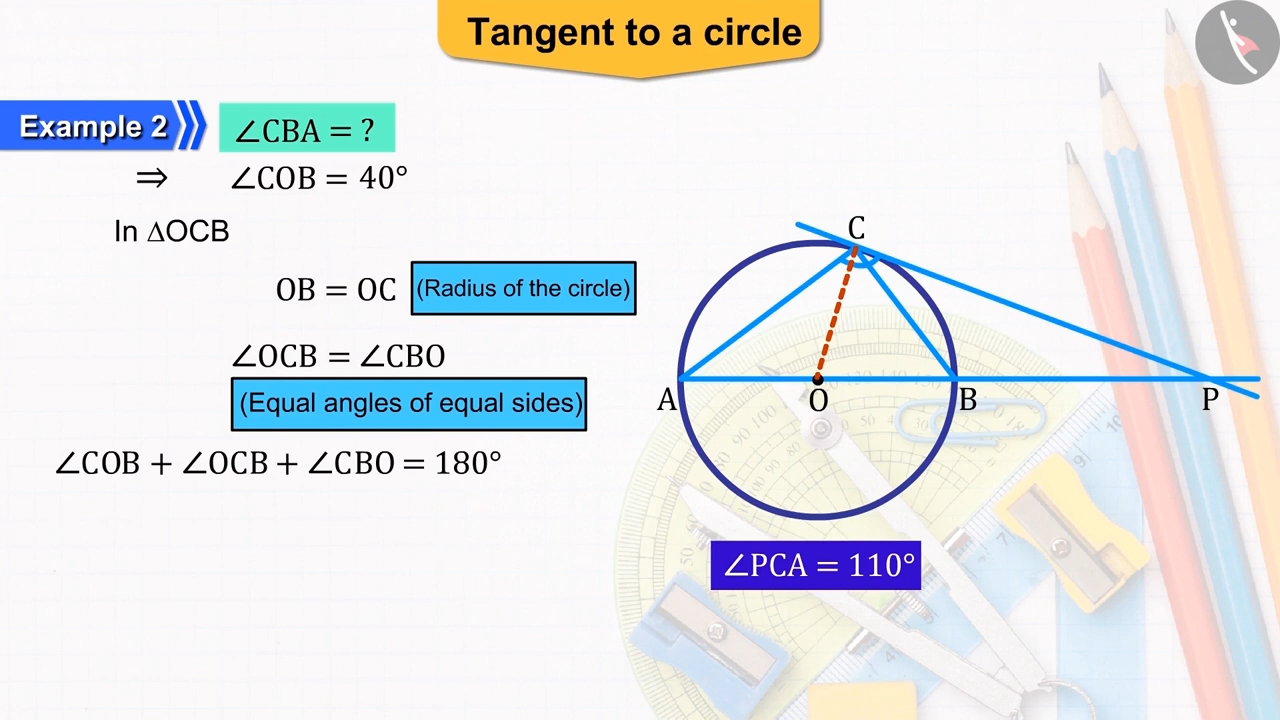 Tangent to a circle
Example 2
∠CBA = ?
⇒ ∠COB = 40°
In ∆OCB
OB = OC (Radius of the circle)
∠OCB = ∠CBO
(Equal angles of equal sides)
∠COB + ∠OCB + ∠CBO = 180°
C
A
O
B
P
∠PCA = 110°